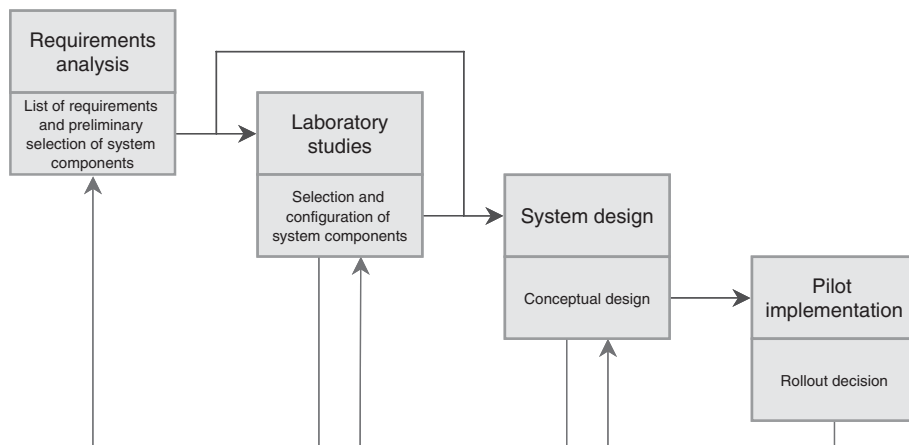 Requirements
analysis
List of requirements
and preliminary
selection of system
components
Laboratory
studies
Selection and
configuration of
system components
System design
Conceptual design
Pilot
implementation
Rollout decision